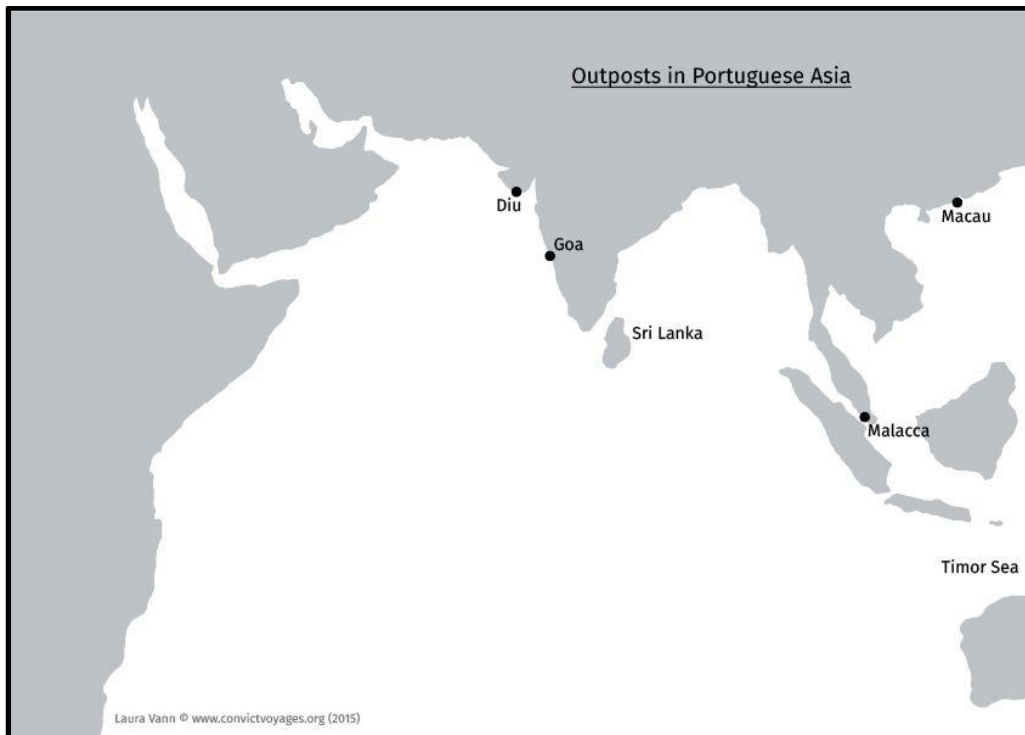 Outposts in Portuguese Asia
Diu
Macau
Goa
Sri Lanka
Malacca
Timor Sea
Laura Vann © www.convictvoyages.org (2015)